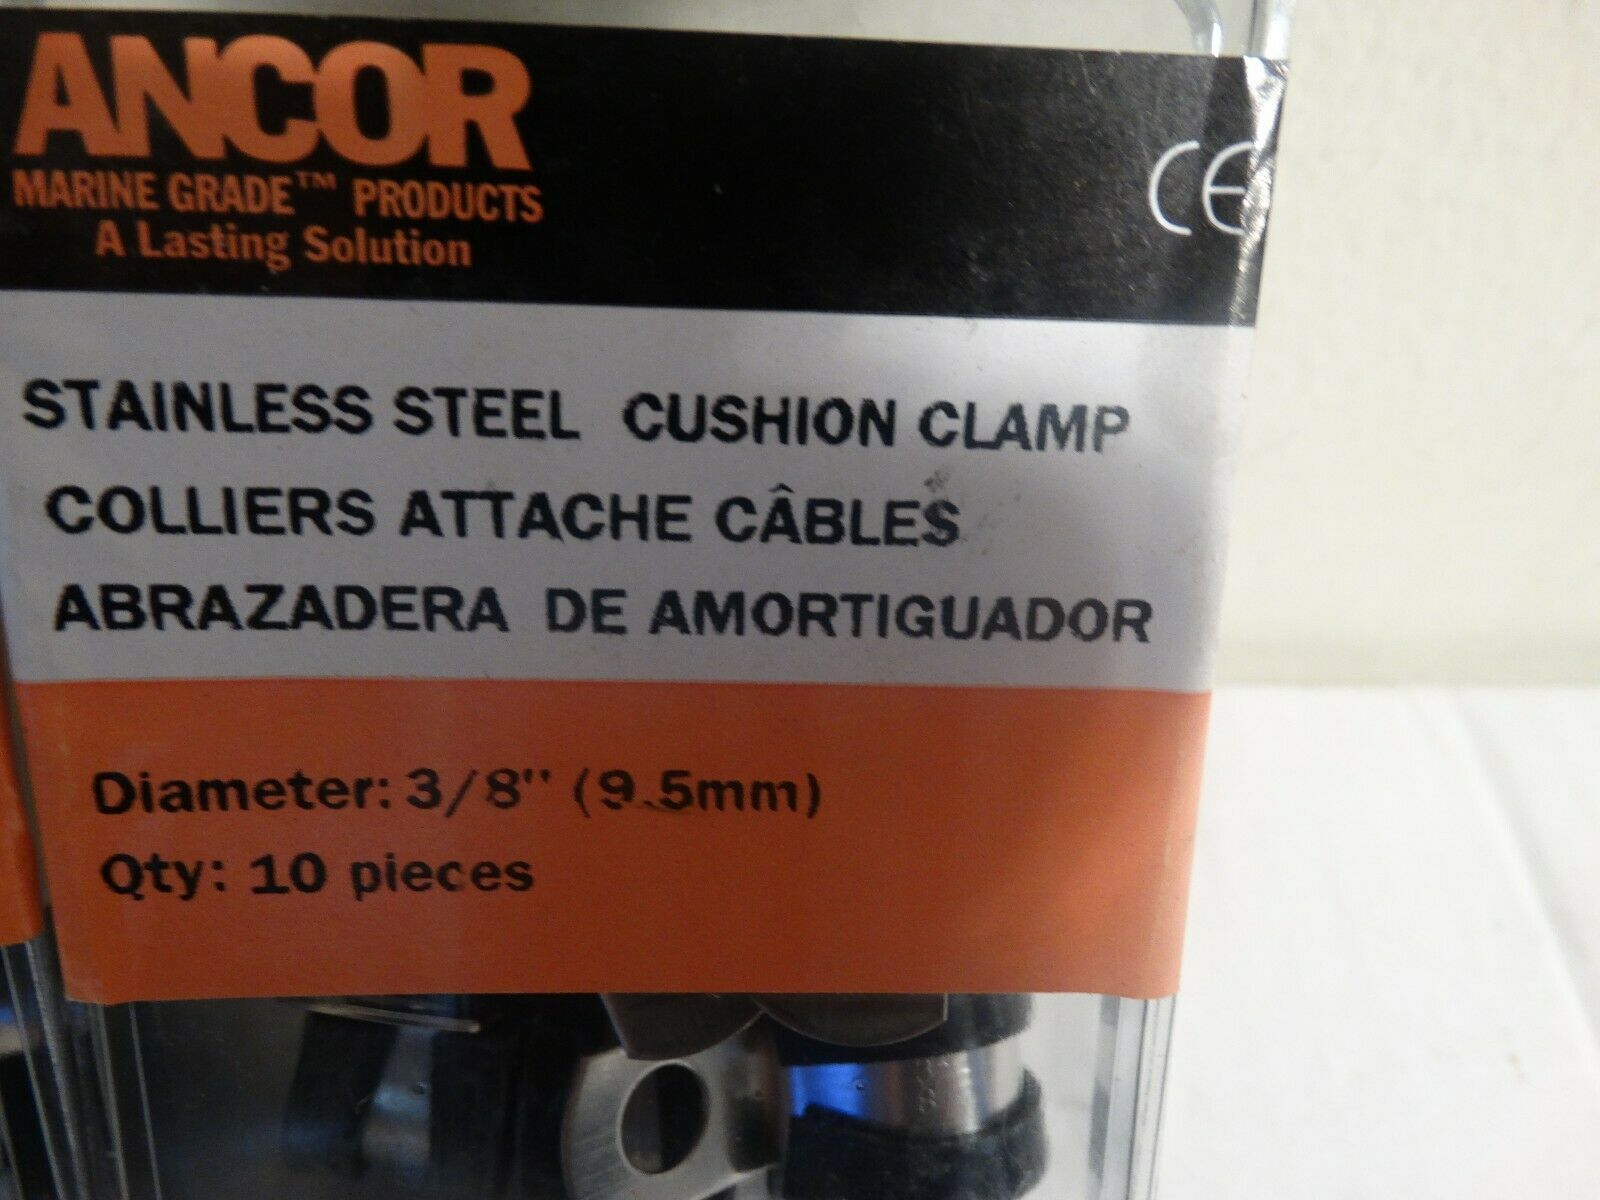 ANCOR
MARINE GRADE™ PRODUCTS
A Lasting Solution
CE
STAINLESS STEEL CUSHION CLAMP
COLLIERS ATTACHE CÂBLES
ABRAZADERA DE AMORTIGUADOR
Diameter: 3/8" (9.5mm)
Qty: 10 pieces